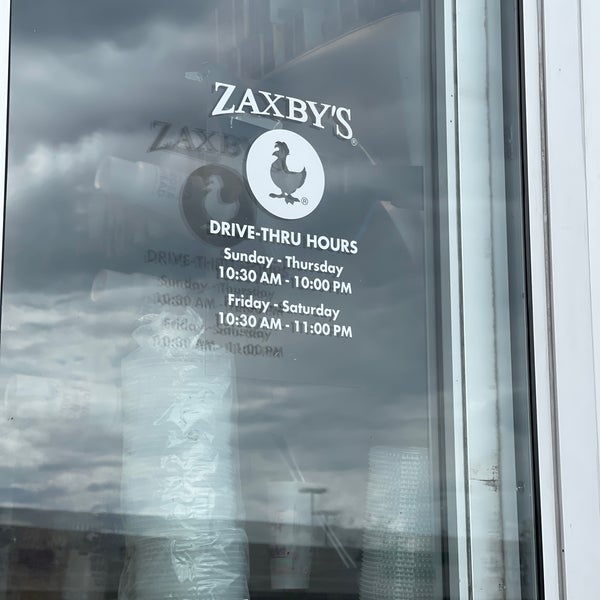 ZAXBY'S®
®
DRIVE-THRU HOURS
Sunday - Thursday
10:30 AM - 10:00 PM
Friday - Saturday
10:30 AM - 11:00 PM